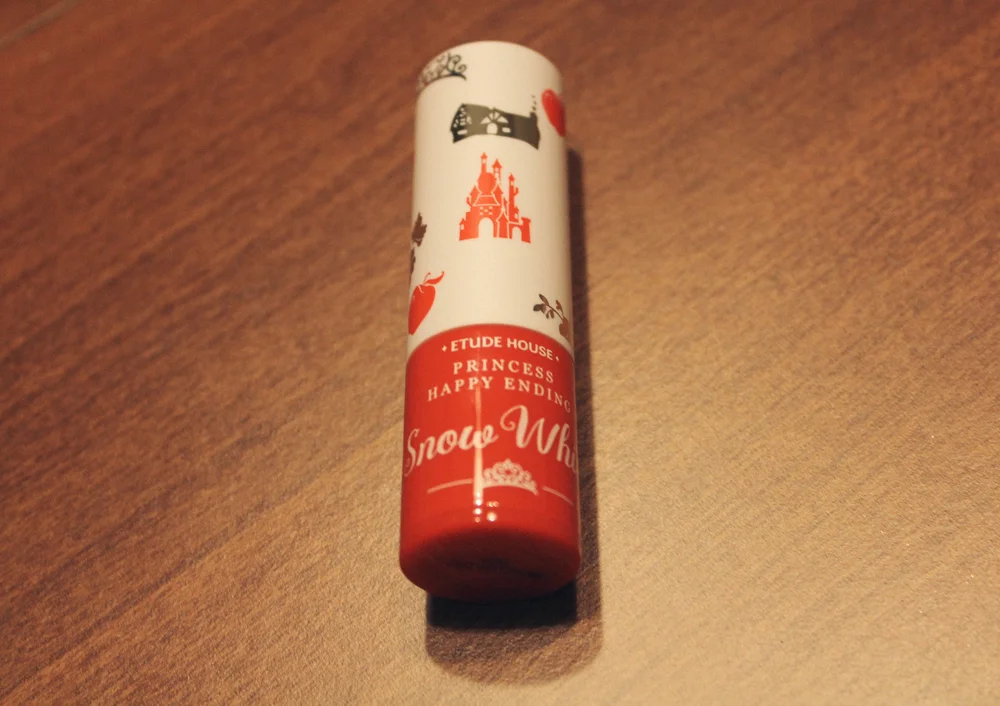 • ETUDE HOUSE •
PRINCESS
HAPPY ENDING
Snow Whi